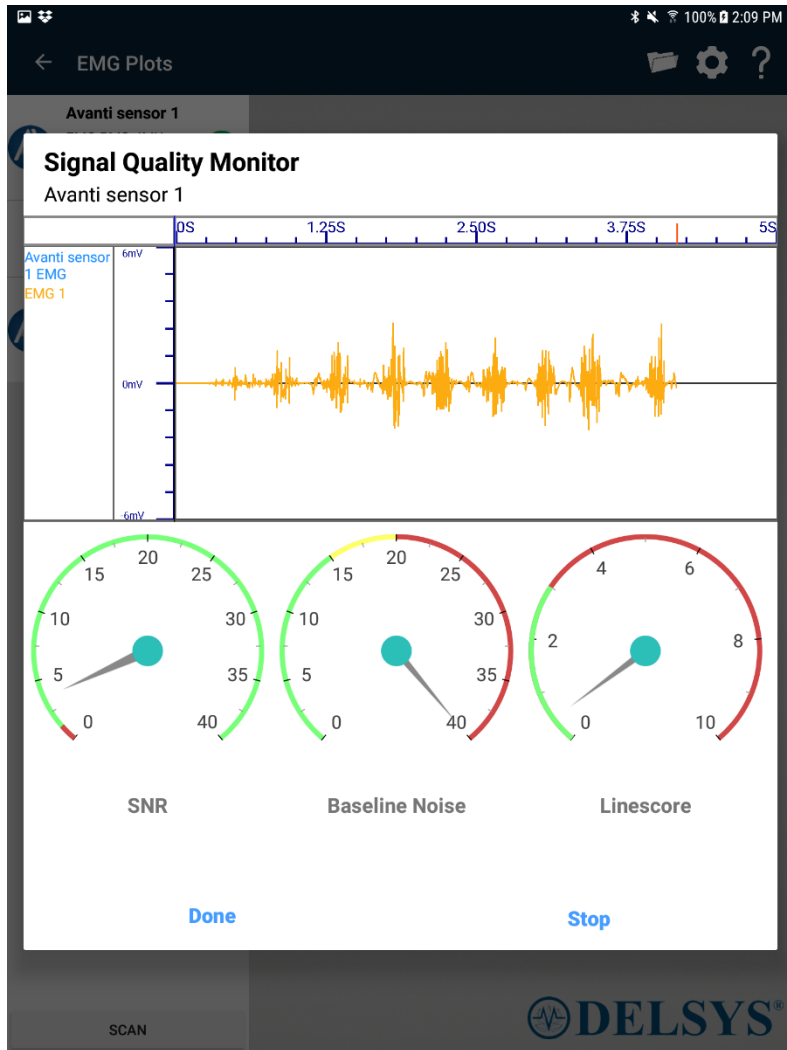 100% 2:09 PM
EMG Plots
?
Avanti sensor 1
Signal Quality Monitor
Avanti sensor 1
0S 1.25S 2.50S 3.75S 5S
Avanti sensor
1 EMG
EMG 1
6mV
0mV
-6mV
0 5 10 15 20 25 30 35 40
0 5 10 15 20 25 30 35 40
0 2 4 6 8 10
SNR Baseline Noise Linescore
Done Stop
SCAN
DELSYS®